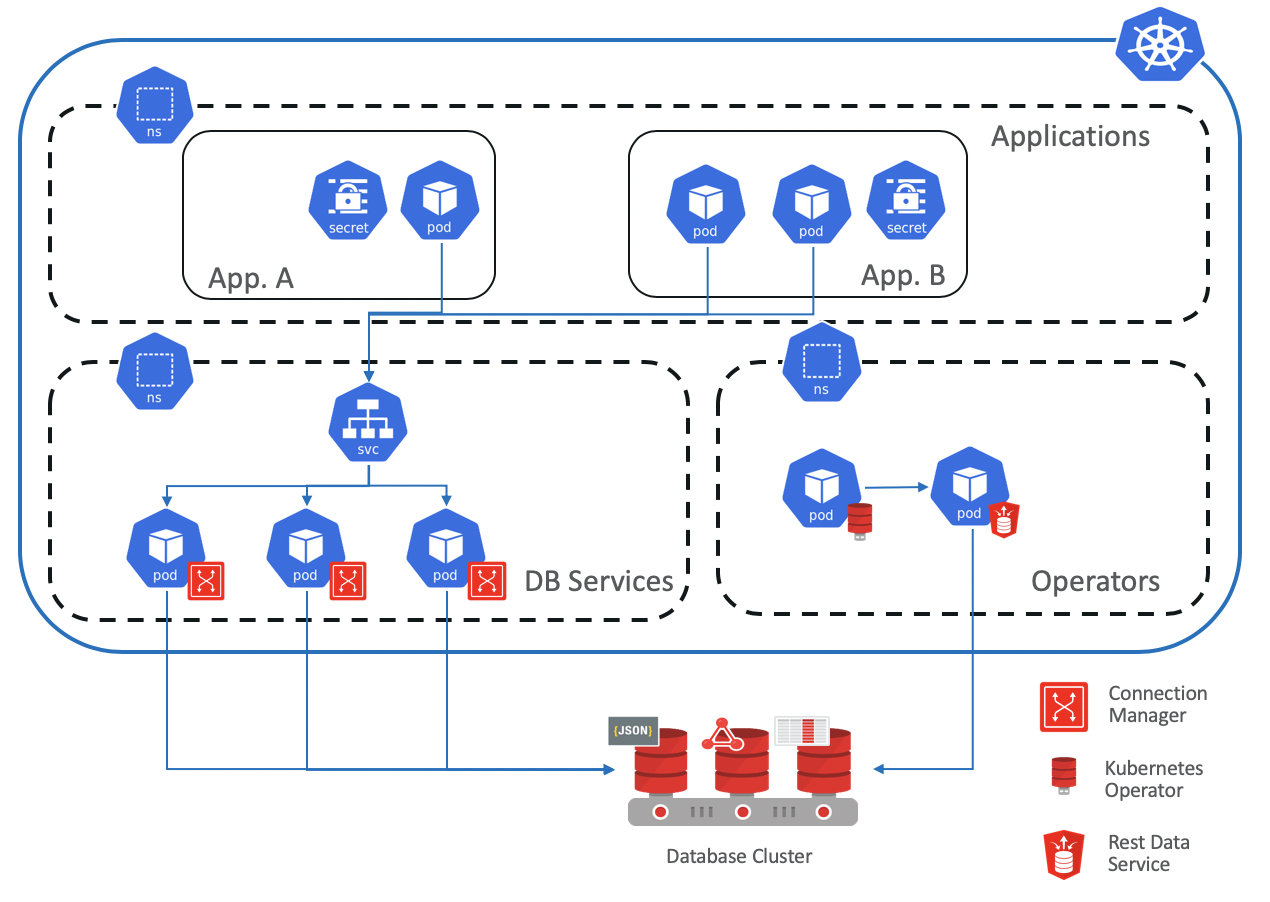 ns
Applications
secret
pod
pod
pod
secret
App. A
App. B
ns
ns
svc
pod
pod
pod
pod
pod
DB Services
Operators
Connection
Manager
{JSON}
Kubernetes
Operator
Database Cluster
Rest Data
Service